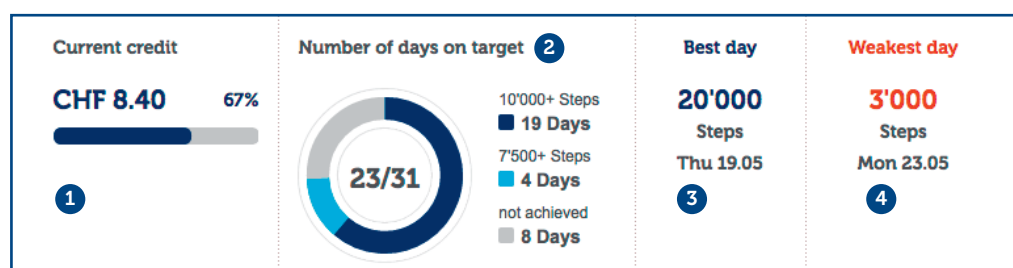 Current credit
CHF 8.40 67%
1
Number of days on target 2
23/31
10'000+ Steps
19 Days
7'500+ Steps
4 Days
not achieved
8 Days
Best day
20'000
Steps
Thu 19.05
3
Weakest day
3'000
Steps
Mon 23.05
4